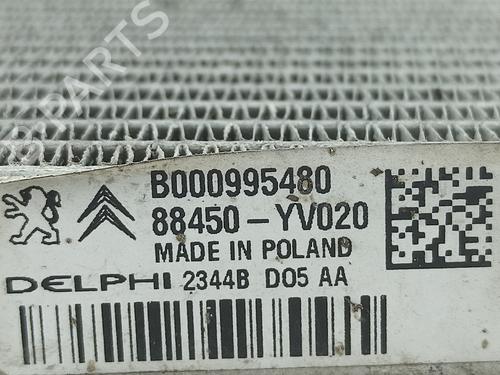 B000995480
88450-YV020
MADE IN POLAND
DELPHI 2344B D05 AA